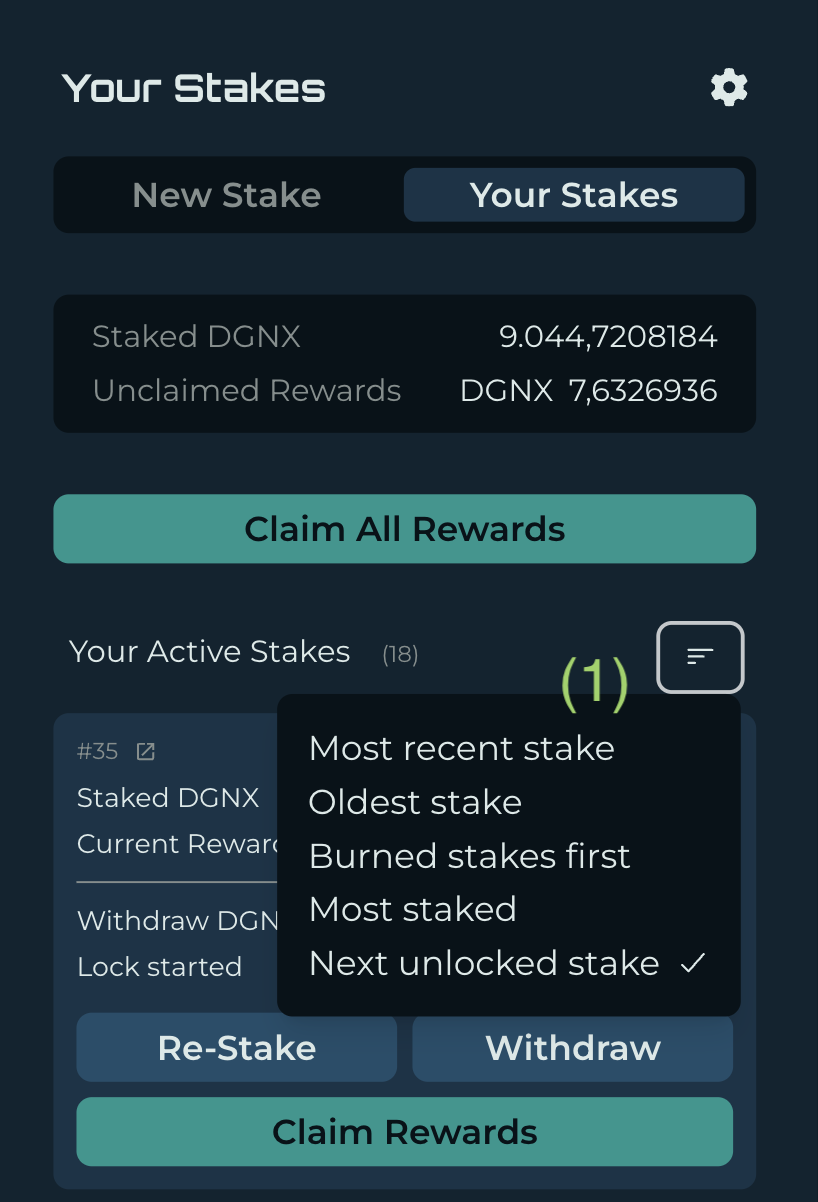 Your Stakes
New Stake Your Stakes
Staked DGNX 9.044,7208184
Unclaimed Rewards DGNX 7,6326936
Claim All Rewards
Your Active Stakes (18)
(1)
Most recent stake
Oldest stake
Burned stakes first
Most staked
Next unlocked stake
#35
Staked DGNX
Current Reward
Withdraw DGN
Lock started
Re-Stake Withdraw
Claim Rewards